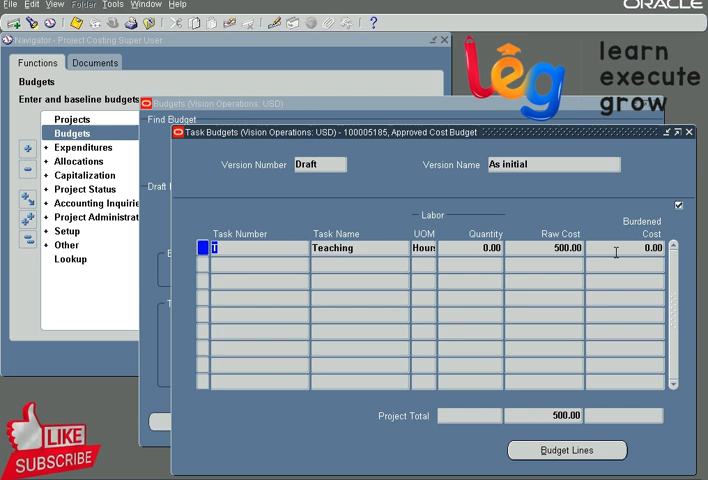 File Edit View Folder Tools Window Help
ORACLE
Navigator - Project Costing Super User
Functions
Documents
Budgets
Enter and baseline budgets
Projects
Budgets
+ Expenditures
+ Allocations
+ Capitalization
+ Project Status
+ Accounting Inquirie
+ Project Administrat
+ Setup
+ Other
Lookup
Budgets (Vision Operations: USD)
Find Budget
Draft
Task Budgets (Vision Operations: USD) - 100005185, Approved Cost Budget
Version Number Draft
Version Name As initial
Labor
Task Number
Task Name
UOM
Quantity
Raw Cost
Burdened
Cost
T
Teaching
Hour
0.00
500.00
0.00
Project Total
500.00
Budget Lines
leg
learn
execute
grow
LIKE
SUBSCRIBE